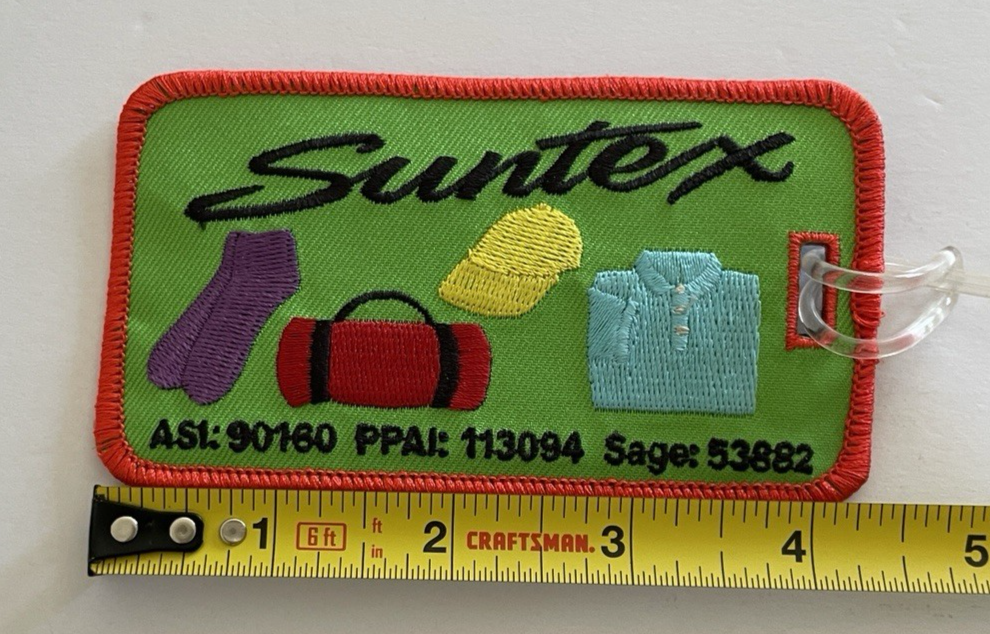 Suntex
ASI: 90160 PPAI: 113094 Sage: 53882
1 6 ft ft in 2 CRAFTSMAN. 3 4 5